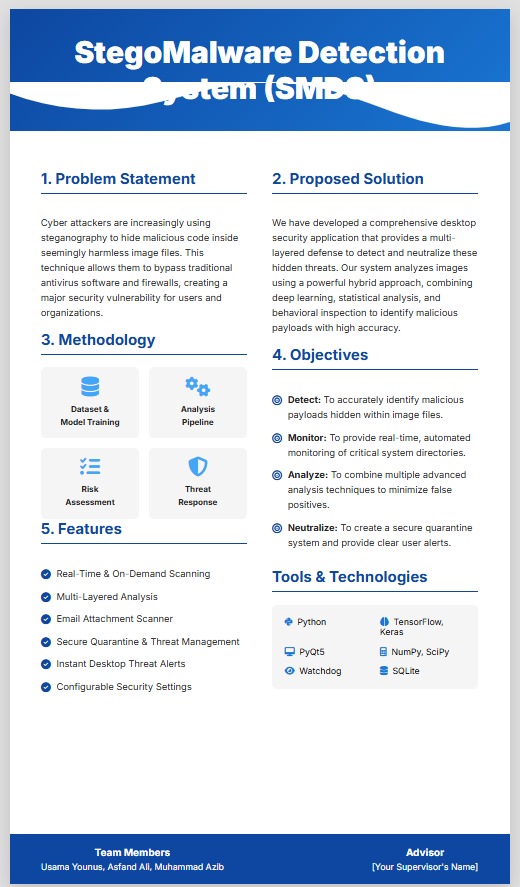 StegoMalware Detection
System (SMDS)
1. Problem Statement
Cyber attackers are increasingly using
steganography to hide malicious code inside
seemingly harmless image files. This
technique allows them to bypass traditional
antivirus software and firewalls, creating a
major security vulnerability for users and
organizations.
3. Methodology
Dataset &
Model Training
Analysis
Pipeline
Risk
Assessment
Threat
Response
5. Features
Real-Time & On-Demand Scanning
Multi-Layered Analysis
Email Attachment Scanner
Secure Quarantine & Threat Management
Instant Desktop Threat Alerts
Configurable Security Settings
2. Proposed Solution
We have developed a comprehensive desktop
security application that provides a multi-
layered defense to detect and neutralize these
hidden threats. Our system analyzes images
using a powerful hybrid approach, combining
deep learning, statistical analysis, and
behavioral inspection to identify malicious
payloads with high accuracy.
4. Objectives
Detect: To accurately identify malicious
payloads hidden within image files.
Monitor: To provide real-time, automated
monitoring of critical system directories.
Analyze: To combine multiple advanced
analysis techniques to minimize false
positives.
Neutralize: To create a secure quarantine
system and provide clear user alerts.
Tools & Technologies
Python
TensorFlow,
Keras
PyQt5
NumPy, SciPy
Watchdog
SQLite
Team Members
Usama Younus, Asfand Ali, Muhammad Azib
Advisor
[Your Supervisor's Name]